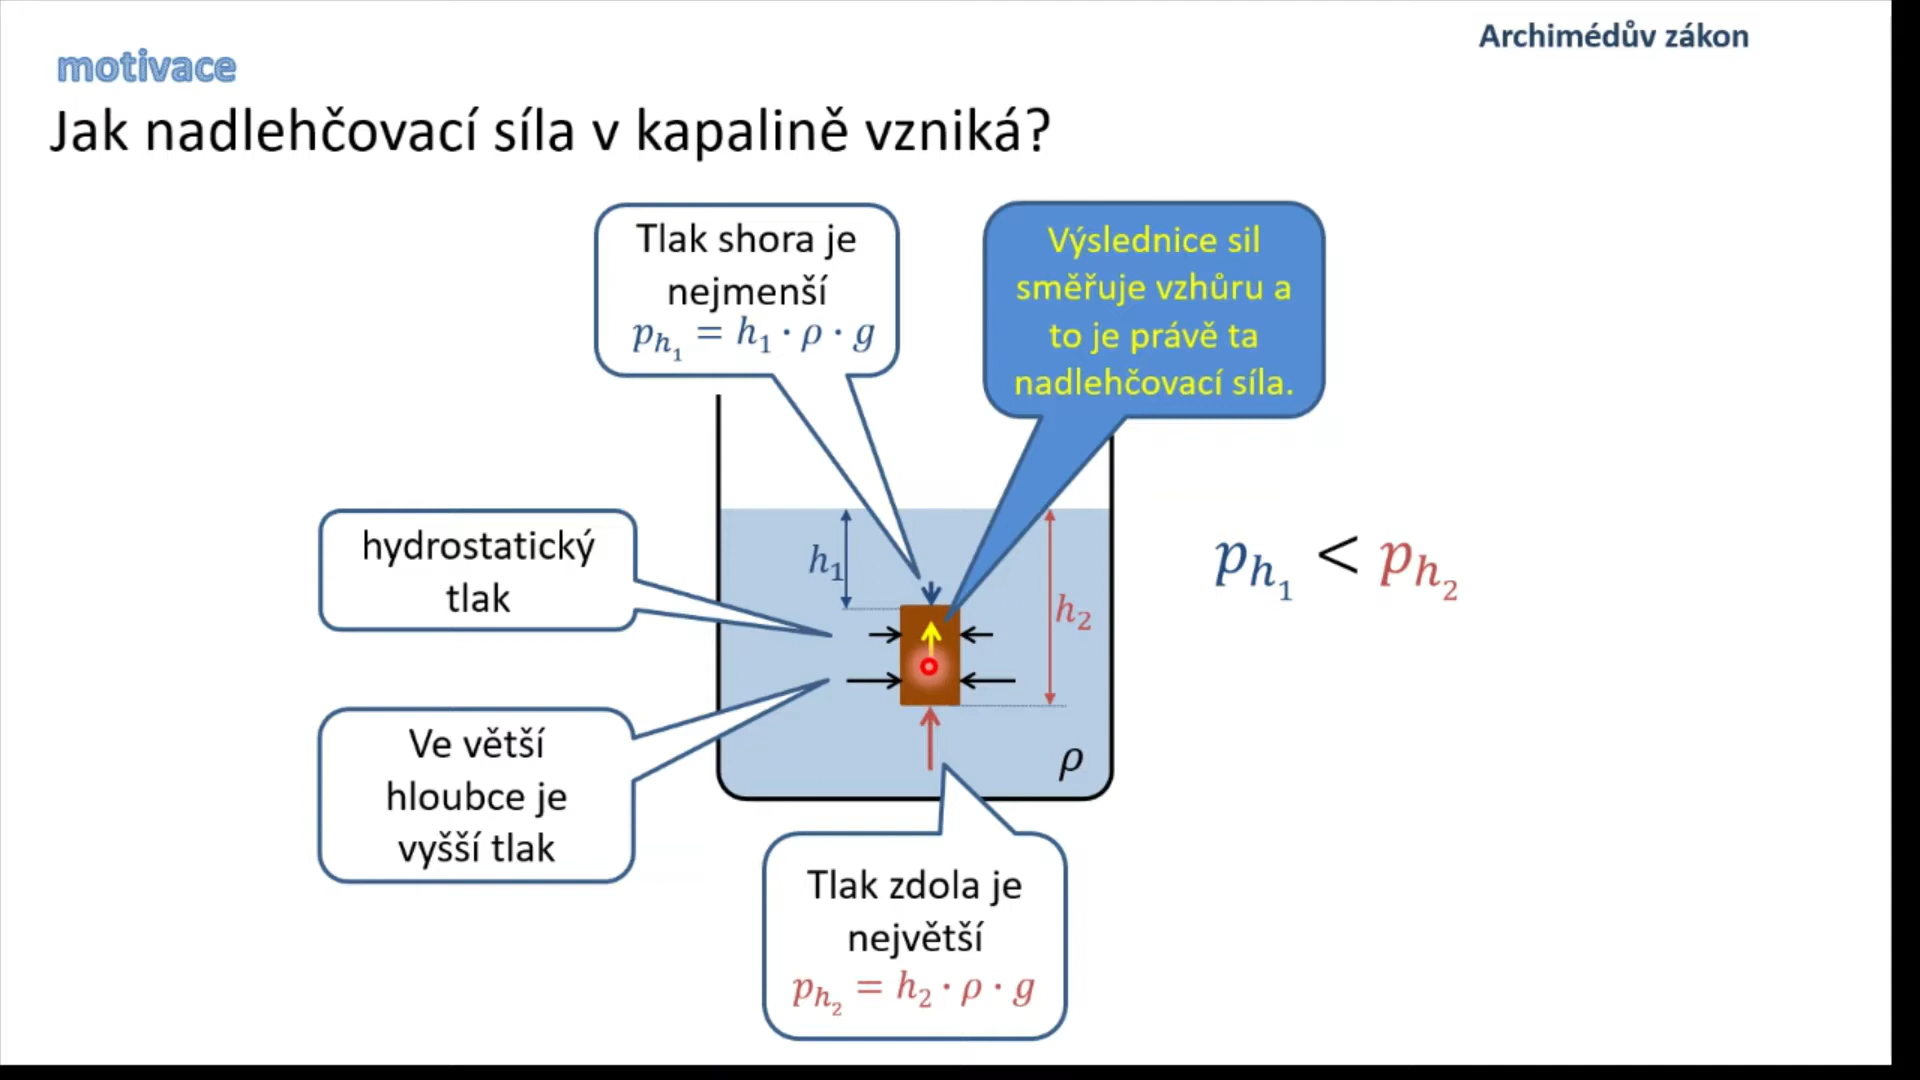 Archimédův zákon
motivace
Jak nadlehčovací síla v kapalině vzniká?
Tlak shora je
nejmenší
p_{h_1} = h_1 · ρ · g
Výslednice sil
směřuje vzhůru a
to je právě ta
nadlehčovací síla.
hydrostatický
tlak
h_1
h_2
p_{h_1} < p_{h_2}
Ve větší
hloubce je
vyšší tlak
ρ
Tlak zdola je
největší
p_{h_2} = h_2 · ρ · g